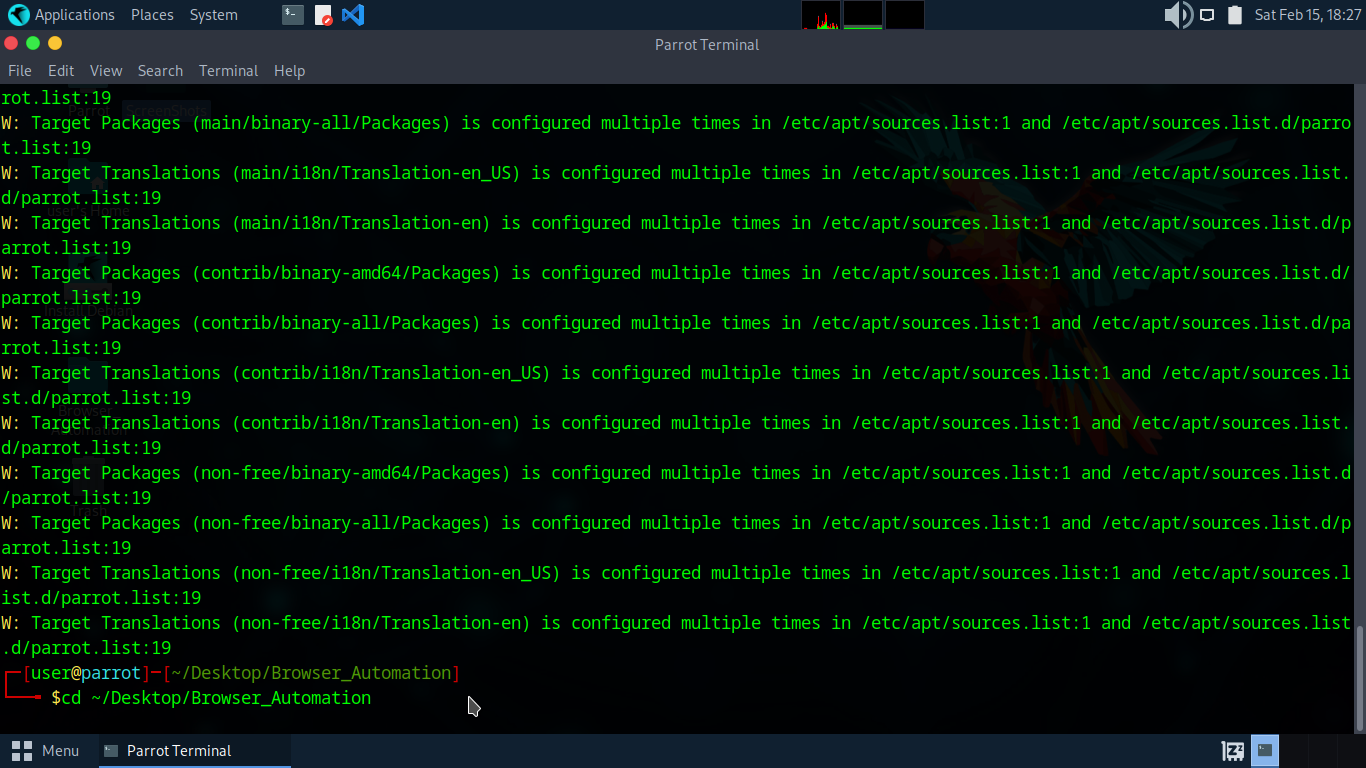 Applications Places System
Sat Feb 15, 18:27
Parrot Terminal
File Edit View Search Terminal Help
rot.list:19
W: Target Packages (main/binary-all/Packages) is configured multiple times in /etc/apt/sources.list:1 and /etc/apt/sources.list.d/parro
t.list:19
W: Target Translations (main/i18n/Translation-en_US) is configured multiple times in /etc/apt/sources.list:1 and /etc/apt/sources.list.
d/parrot.list:19
W: Target Translations (main/i18n/Translation-en) is configured multiple times in /etc/apt/sources.list:1 and /etc/apt/sources.list.d/p
arrot.list:19
W: Target Packages (contrib/binary-amd64/Packages) is configured multiple times in /etc/apt/sources.list:1 and /etc/apt/sources.list.d/
parrot.list:19
W: Target Packages (contrib/binary-all/Packages) is configured multiple times in /etc/apt/sources.list:1 and /etc/apt/sources.list.d/pa
rrot.list:19
W: Target Translations (contrib/i18n/Translation-en_US) is configured multiple times in /etc/apt/sources.list:1 and /etc/apt/sources.li
st.d/parrot.list:19
W: Target Translations (contrib/i18n/Translation-en) is configured multiple times in /etc/apt/sources.list:1 and /etc/apt/sources.list.
d/parrot.list:19
W: Target Packages (non-free/binary-amd64/Packages) is configured multiple times in /etc/apt/sources.list:1 and /etc/apt/sources.list.d
/parrot.list:19
W: Target Packages (non-free/binary-all/Packages) is configured multiple times in /etc/apt/sources.list:1 and /etc/apt/sources.list.d/p
arrot.list:19
W: Target Translations (non-free/i18n/Translation-en_US) is configured multiple times in /etc/apt/sources.list:1 and /etc/apt/sources.l
ist.d/parrot.list:19
W: Target Translations (non-free/i18n/Translation-en) is configured multiple times in /etc/apt/sources.list:1 and /etc/apt/sources.list
.d/parrot.list:19
┌─[user@parrot]─[~/Desktop/Browser_Automation]
└──╼ $cd ~/Desktop/Browser_Automation
Menu Parrot Terminal